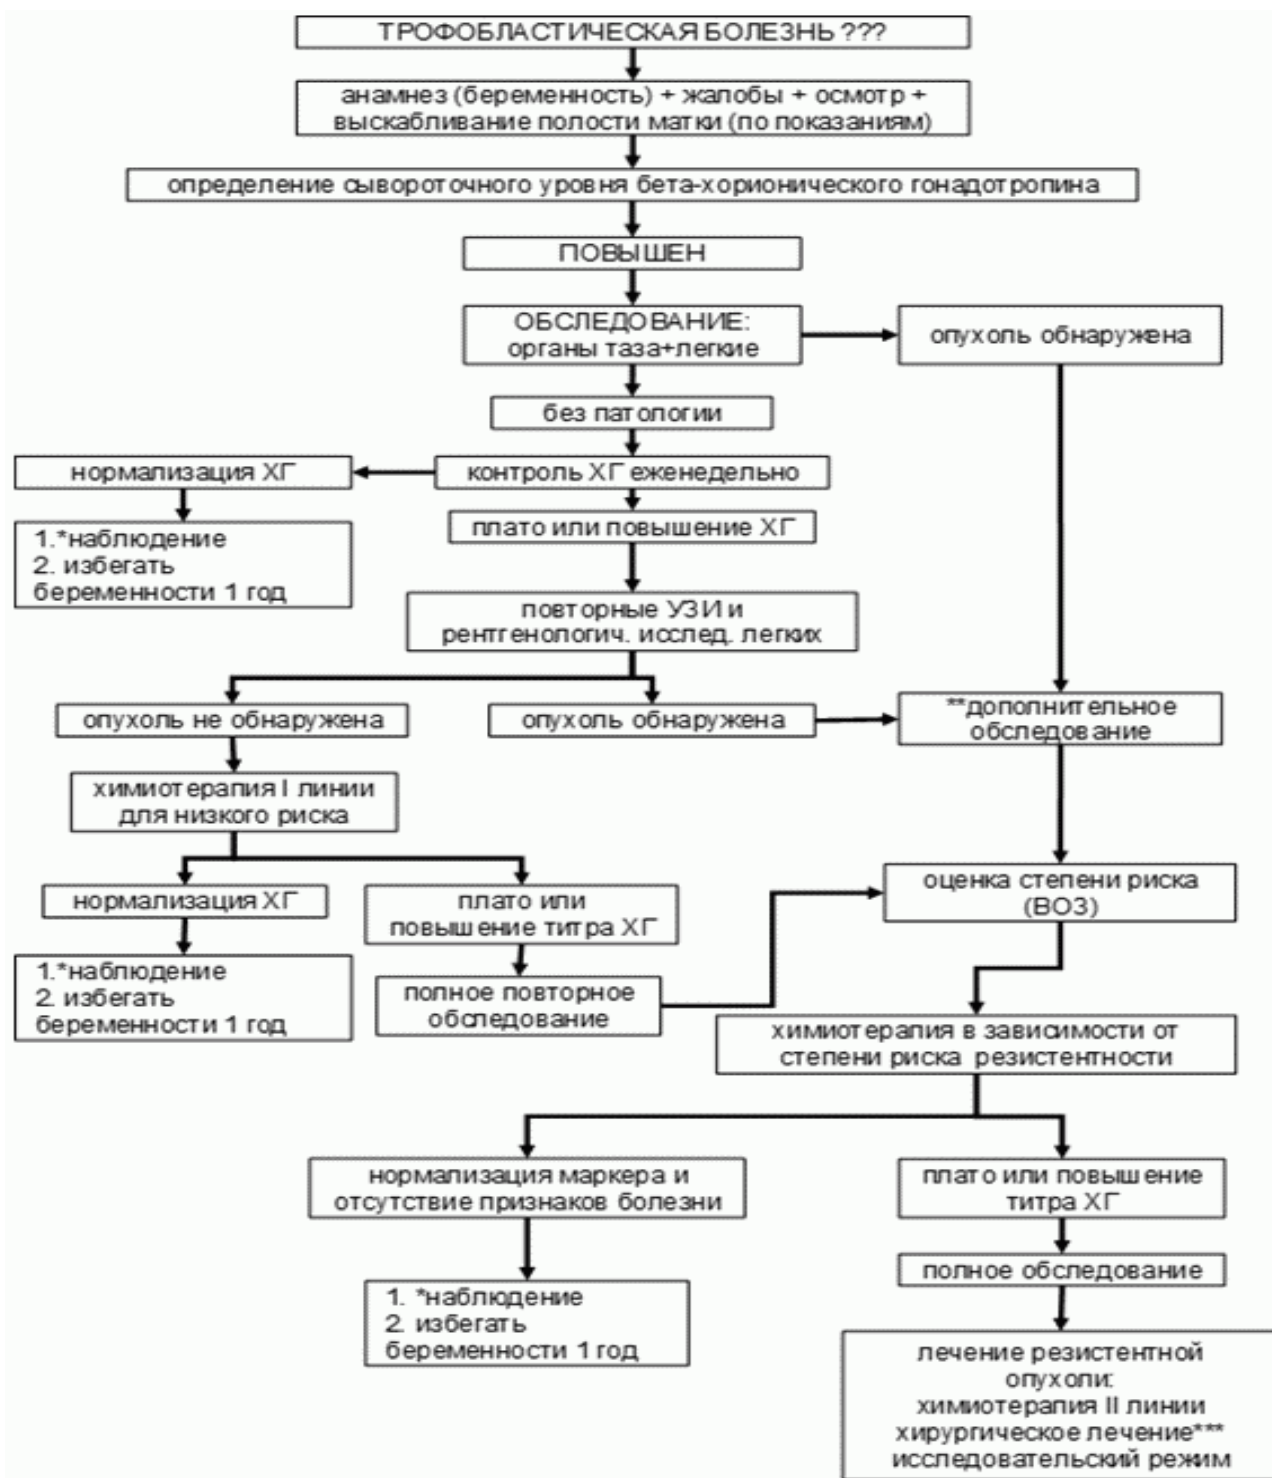 ТРОФОБЛАСТИЧЕСКАЯ БОЛЕЗНЬ ???
анамнез (беременность) + жалобы + осмотр +
выскабливание полости матки (по показаниям)
определение сывороточного уровня бета-хорионического гонадотропина
ПОВЫШЕН
ОБСЛЕДОВАНИЕ:
органы таза+легкие
опухоль обнаружена
без патологии
нормализация ХГ
контроль ХГ еженедельно
1.*наблюдение
2. избегать
беременности 1 год
плато или повышение ХГ
повторные УЗИ и
рентгенологич. исслед. легких
опухоль не обнаружена
опухоль обнаружена
**дополнительное
обследование
химиотерапия I линии
для низкого риска
нормализация ХГ
плато или
повышение титра ХГ
оценка степени риска
(ВОЗ)
1.*наблюдение
2. избегать
беременности 1 год
полное повторное
обследование
химиотерапия в зависимости от
степени риска резистентности
нормализация маркера и
отсутствие признаков болезни
плато или повышение
титра ХГ
полное обследование
1. *наблюдение
2. избегать
беременности 1 год
лечение резистентной
опухоли:
химиотерапия II линии
хирургическое лечение***
исследовательский режим